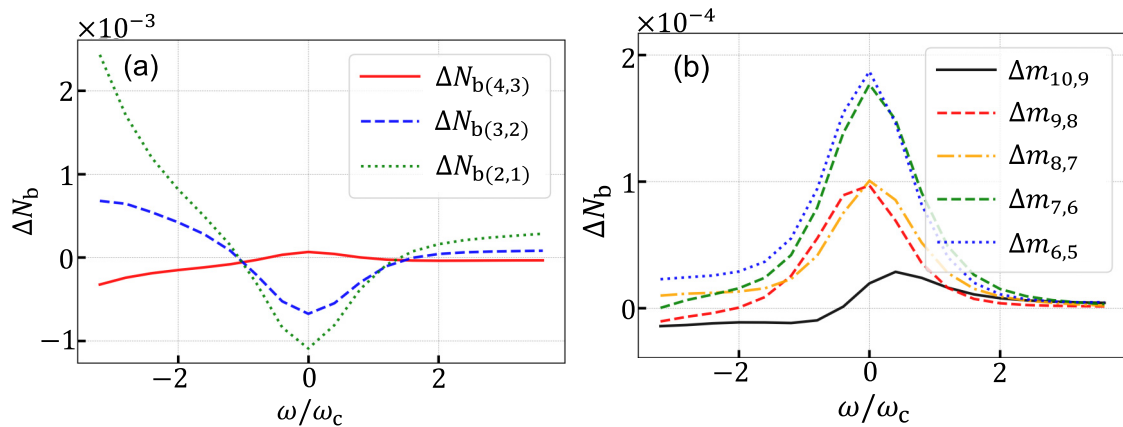 ×10⁻³
(a)
ΔN_b(4,3)
ΔN_b(3,2)
ΔN_b(2,1)
ΔN_b
2
1
0
−1
−2
0
2
ω/ω_c
×10⁻⁴
(b)
Δm_10,9
Δm_9,8
Δm_8,7
Δm_7,6
Δm_6,5
ΔN_b
2
1
0
−2
0
2
ω/ω_c